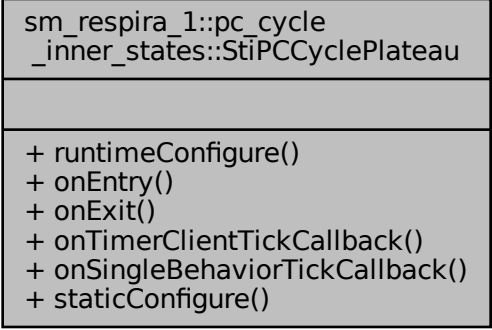 sm_respira_1::pc_cycle
_inner_states::StiPCCyclePlateau
+ runtimeConfigure()
+ onEntry()
+ onExit()
+ onTimerClientTickCallback()
+ onSingleBehaviorTickCallback()
+ staticConfigure()